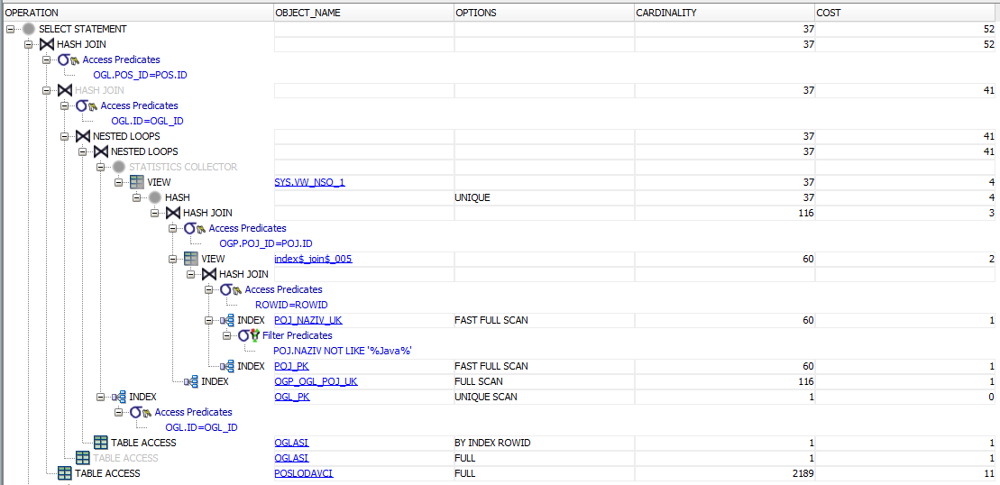 OPERATION OBJECT_NAME OPTIONS CARDINALITY COST
SELECT STATEMENT 37 52
HASH JOIN 37 52
Access Predicates
OGL.POS_ID=POS.ID
HASH JOIN 37 41
Access Predicates
OGL.ID=OGL_ID
NESTED LOOPS 37 41
NESTED LOOPS 37 41
STATISTICS COLLECTOR
VIEW SYS.VW_NSO_1 37 4
HASH UNIQUE 37 4
HASH JOIN 116 3
Access Predicates
OGP.POJ_ID=POJ.ID
VIEW index$_join$_005 60 2
HASH JOIN
Access Predicates
ROWID=ROWID
INDEX POJ_NAZIV_UK FAST FULL SCAN 60 1
Filter Predicates
POJ.NAZIV NOT LIKE '%Java%'
INDEX POJ_PK FAST FULL SCAN 60 1
INDEX OGP_OGL_POJ_UK FULL SCAN 116 1
INDEX OGL_PK UNIQUE SCAN 1 0
Access Predicates
OGL.ID=OGL_ID
TABLE ACCESS OGLASI BY INDEX ROWID 1 1
TABLE ACCESS OGLASI FULL 1 1
TABLE ACCESS POSLODAVCI FULL 2189 11